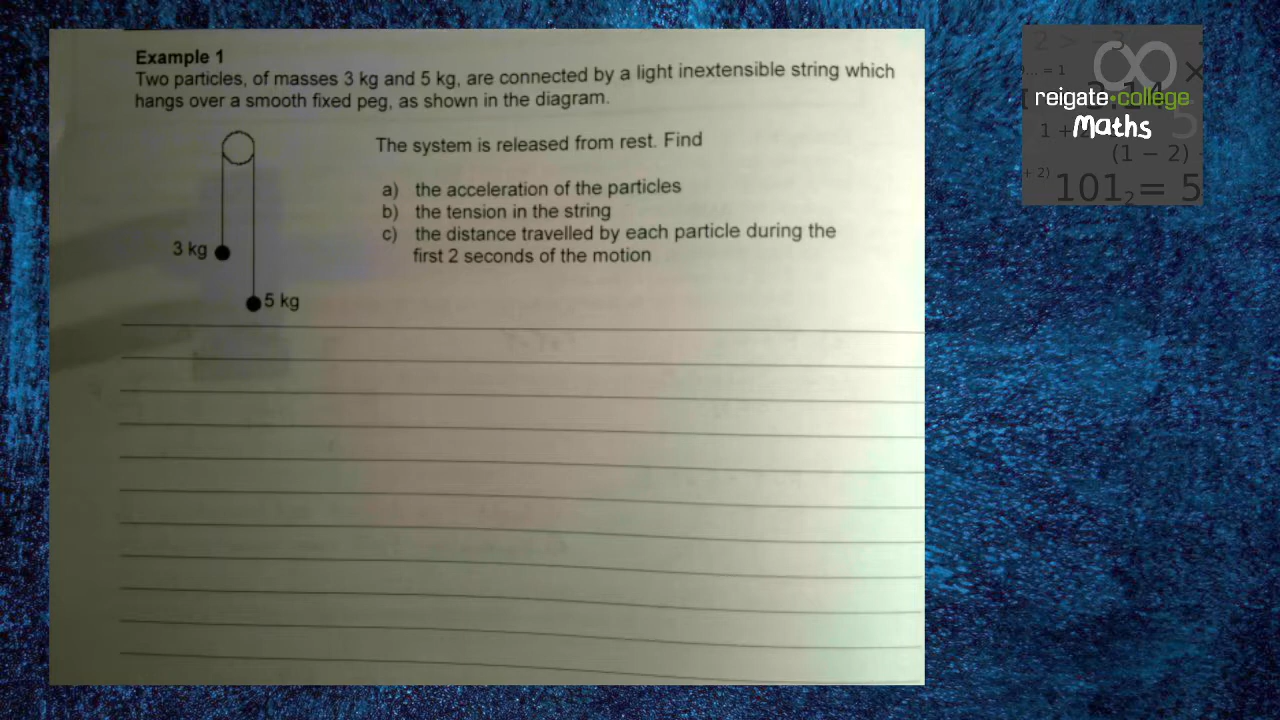 Example 1
Two particles, of masses 3 kg and 5 kg, are connected by a light inextensible string which
hangs over a smooth fixed peg, as shown in the diagram.
The system is released from rest. Find
a) the acceleration of the particles
b) the tension in the string
c) the distance travelled by each particle during the
first 2 seconds of the motion
3 kg
5 kg
reigate·college
Maths
(1 − 2)
+ 2)
101₂= 5